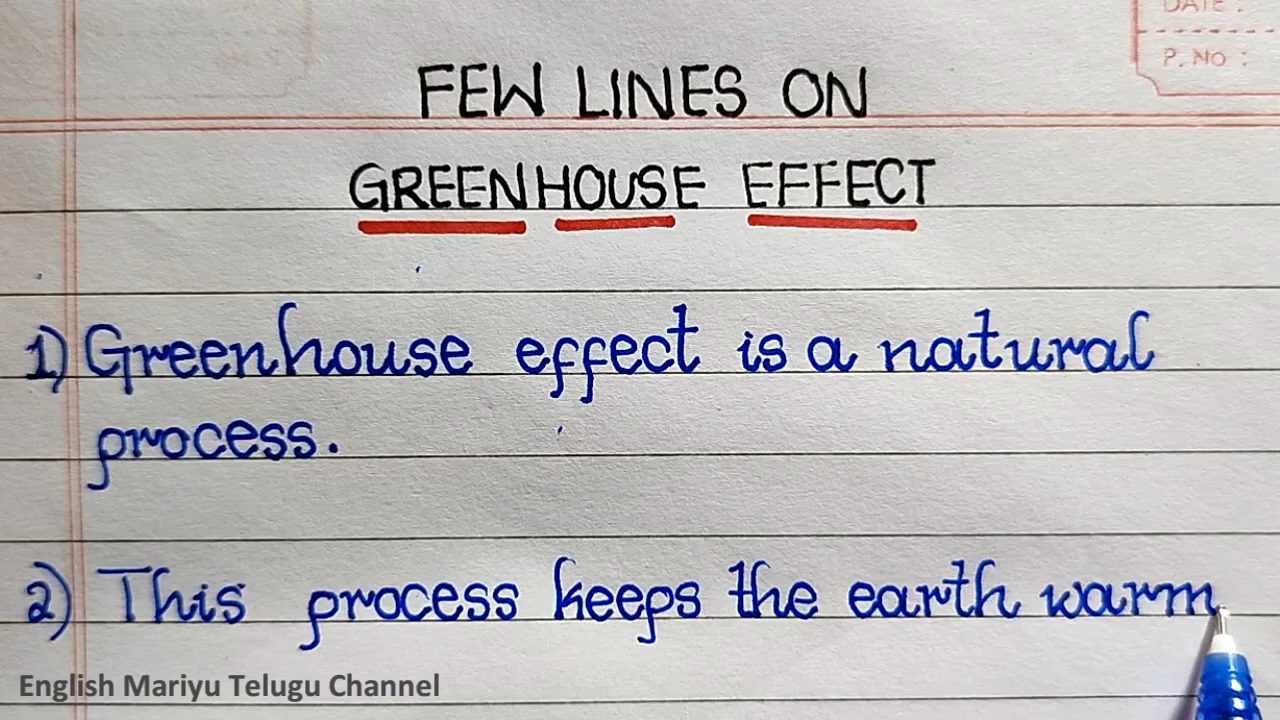 DATE :
P. NO :
FEW LINES ON
GREENHOUSE EFFECT
1) Greenhouse effect is a natural
process.
2) This process keeps the earth warm
English Mariyu Telugu Channel